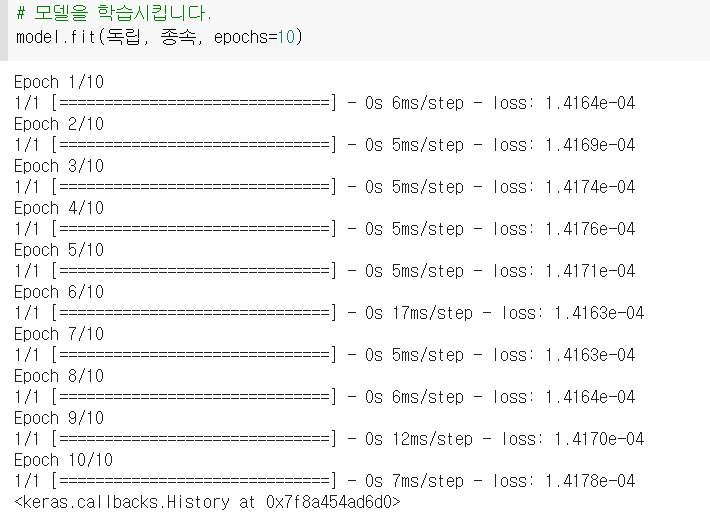 # 모델을 학습시킵니다.
model.fit(독립, 종속, epochs=10)
Epoch 1/10
1/1 [==============================] - 0s 6ms/step - loss: 1.4164e-04
Epoch 2/10
1/1 [==============================] - 0s 5ms/step - loss: 1.4169e-04
Epoch 3/10
1/1 [==============================] - 0s 5ms/step - loss: 1.4174e-04
Epoch 4/10
1/1 [==============================] - 0s 5ms/step - loss: 1.4176e-04
Epoch 5/10
1/1 [==============================] - 0s 5ms/step - loss: 1.4171e-04
Epoch 6/10
1/1 [==============================] - 0s 17ms/step - loss: 1.4163e-04
Epoch 7/10
1/1 [==============================] - 0s 5ms/step - loss: 1.4163e-04
Epoch 8/10
1/1 [==============================] - 0s 6ms/step - loss: 1.4164e-04
Epoch 9/10
1/1 [==============================] - 0s 12ms/step - loss: 1.4170e-04
Epoch 10/10
1/1 [==============================] - 0s 7ms/step - loss: 1.4178e-04
<keras.callbacks.History at 0x7f8a454ad6d0>